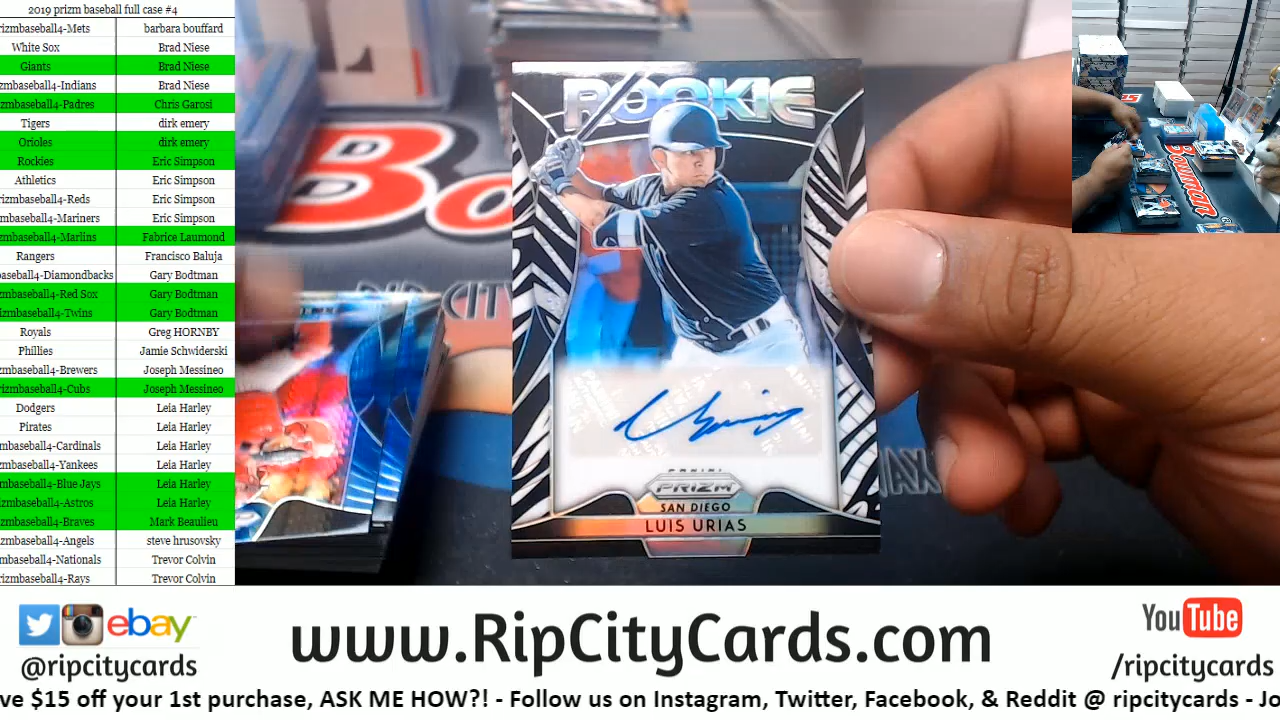 2019 prizm baseball full case #4
rizmbaseball4-Mets barbara bouffard
White Sox Brad Niese
Giants Brad Niese
zmbaseball4-Indians Brad Niese
zmbaseball4-Padres Chris Garosi
Tigers dirk emery
Orioles dirk emery
Rockies Eric Simpson
Athletics Eric Simpson
rizmbaseball4-Reds Eric Simpson
mbaseball4-Mariners Eric Simpson
mbaseball4-Marlins Fabrice Laumond
Rangers Francisco Baluja
baseball4-Diamondbacks Gary Bodtman
zmbaseball4-Red Sox Gary Bodtman
izmbaseball4-Twins Gary Bodtman
Royals Greg HORNBY
Phillies Jamie Schwiderski
mbaseball4-Brewers Joseph Messineo
izmbaseball4-Cubs Joseph Messineo
Dodgers Leia Harley
Pirates Leia Harley
mbaseball4-Cardinals Leia Harley
zmbaseball4-Yankees Leia Harley
mbaseball4-Blue Jays Leia Harley
izmbaseball4-Astros Leia Harley
izmbaseball4-Braves Mark Beaulieu
zmbaseball4-Angels steve hrusovsky
mbaseball4-Nationals Trevor Colvin
izmbaseball4-Rays Trevor Colvin
ROOKIE
Bo
PANINI
PRIZM
SAN DIEGO
LUIS URIAS
Bowman
ebay
@ripcitycards
www.RipCityCards.com
YouTube
/ripcitycards
ve $15 off your 1st purchase, ASK ME HOW?! - Follow us on Instagram, Twitter, Facebook, & Reddit @ ripcitycards - Jo